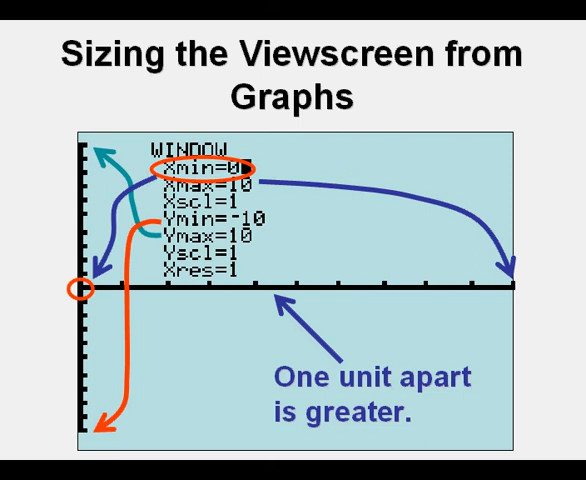 Sizing the Viewscreen from
Graphs
WINDOW
Xmin=0
Xmax=10
Xscl=1
Ymin=-10
Ymax=10
Yscl=1
Xres=1
One unit apart
is greater.